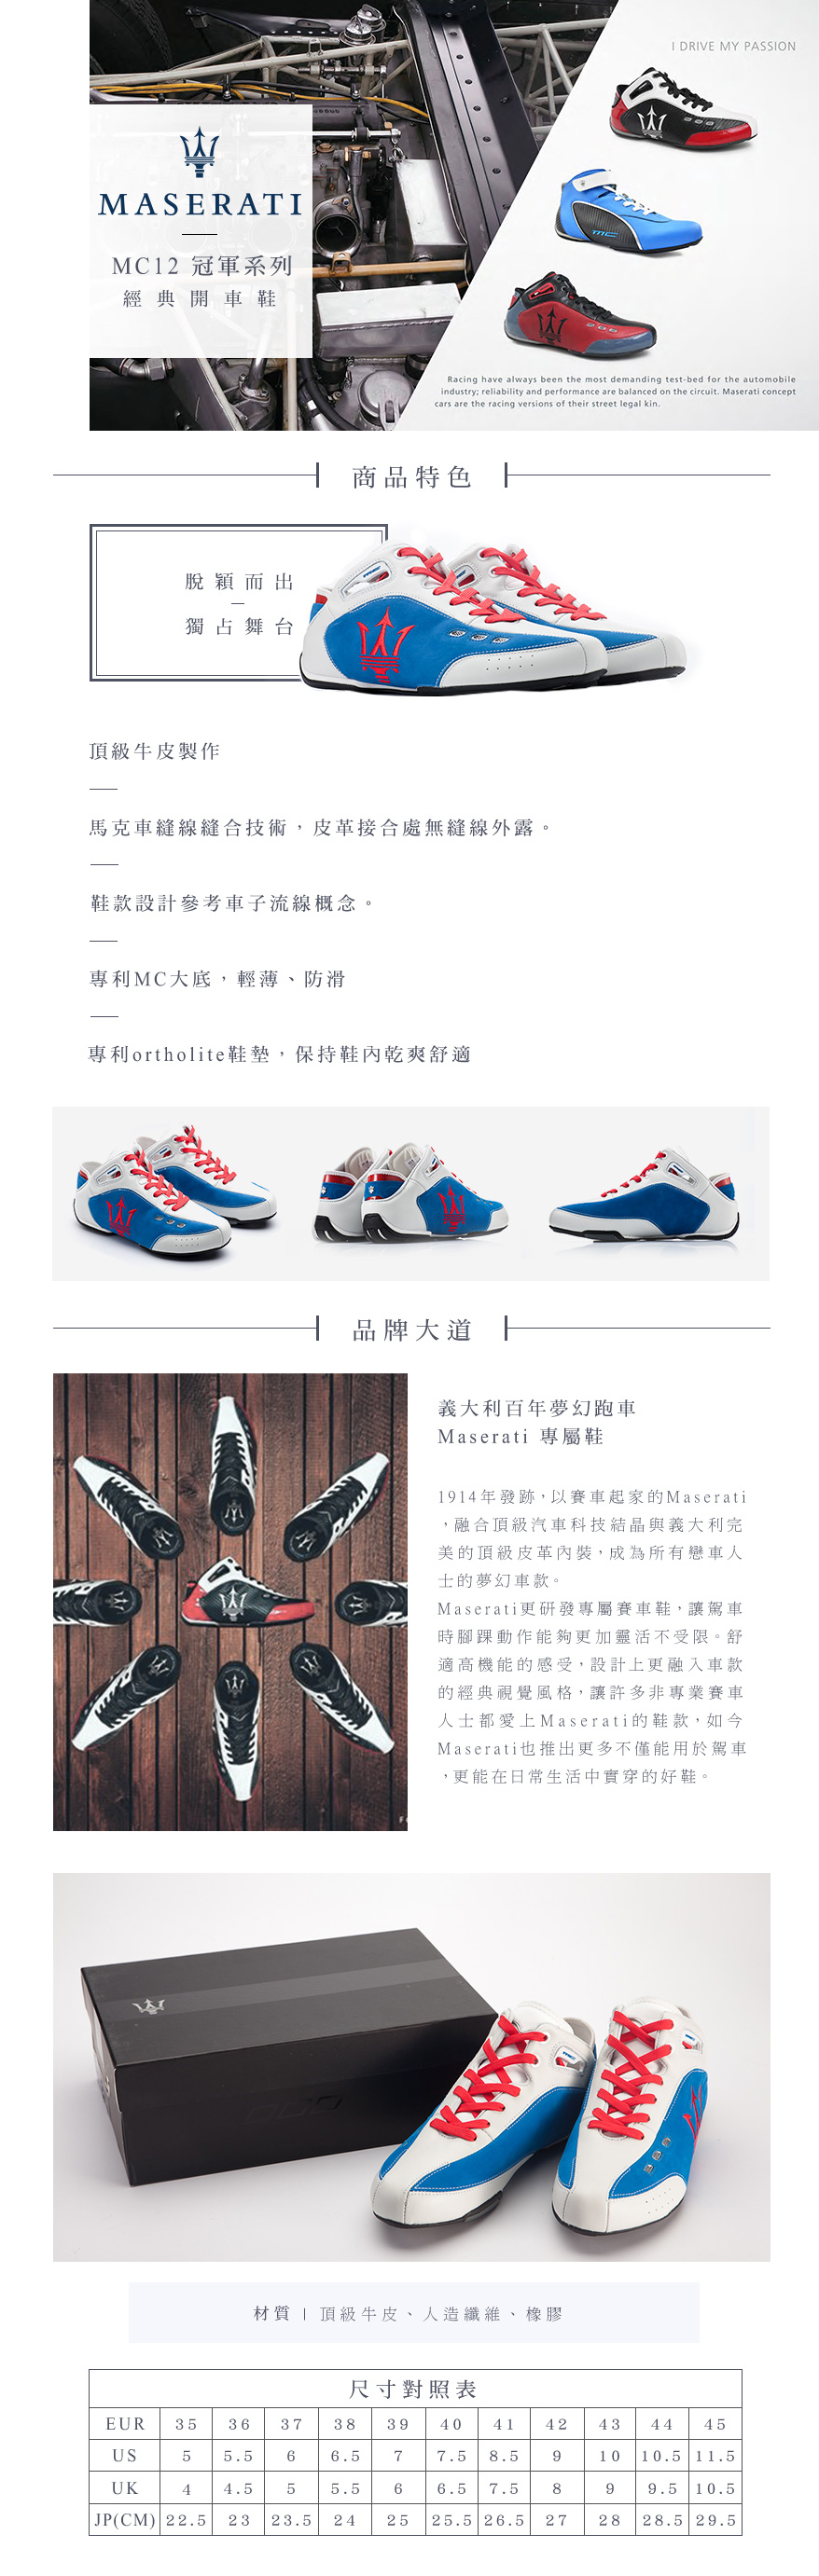 I DRIVE MY PASSION
MASERATI
MC12 冠軍系列
經典開車鞋
Racing have always been the most demanding test-bed for the automobile
industry; reliability and performance are balanced on the circuit. Maserati concept
cars are the racing versions of their street legal kin.
商品特色
脫穎而出
獨占舞台
頂級牛皮製作
馬克車縫線縫合技術，皮革接合處無縫線外露。
鞋款設計參考車子流線概念。
專利MC大底，輕薄、防滑
專利ortholite鞋墊，保持鞋內乾爽舒適
品牌大道
義大利百年夢幻跑車
Maserati 專屬鞋
1914年發跡，以賽車起家的Maserati
，融合頂級汽車科技結晶與義大利完
美的頂級皮革內裝，成為所有戀車人
士的夢幻車款。
Maserati更研發專屬賽車鞋，讓駕車
時腳踝動作能夠更加靈活不受限。舒
適高機能的感受，設計上更融入車款
的經典視覺風格，讓許多非專業賽車
人士都愛上Maserati的鞋款，如今
Maserati也推出更多不僅能用於駕車
，更能在日常生活中實穿的好鞋。
材質 | 頂級牛皮、人造纖維、橡膠
尺寸對照表
EUR 35 36 37 38 39 40 41 42 43 44 45
US 5 5.5 6 6.5 7 7.5 8.5 9 10 10.5 11.5
UK 4 4.5 5 5.5 6 6.5 7.5 8 9 9.5 10.5
JP(CM) 22.5 23 23.5 24 25 25.5 26.5 27 28 28.5 29.5